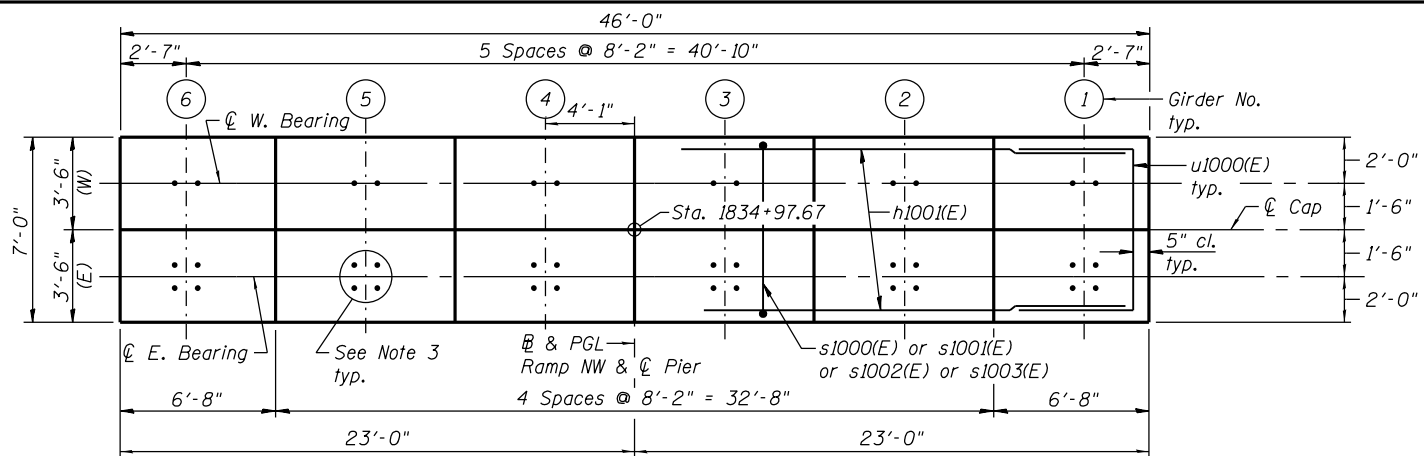 46'-0"
2'-7"
5 Spaces @ 8'-2" = 40'-10"
2'-7"
6
5
4
4'-1"
3
2
1
Girder No.
typ.
℄ W. Bearing
7'-0"
3'-6"
(W)
3'-6"
(E)
Sta. 1834+97.67
h1001(E)
u1000(E)
typ.
2'-0"
1'-6"
℄ Cap
5" cl.
typ.
1'-6"
2'-0"
℄ E. Bearing
See Note 3
typ.
& PGL
Ramp NW & ℄ Pier
s1000(E) or s1001(E)
or s1002(E) or s1003(E)
6'-8"
4 Spaces @ 8'-2" = 32'-8"
6'-8"
23'-0"
23'-0"